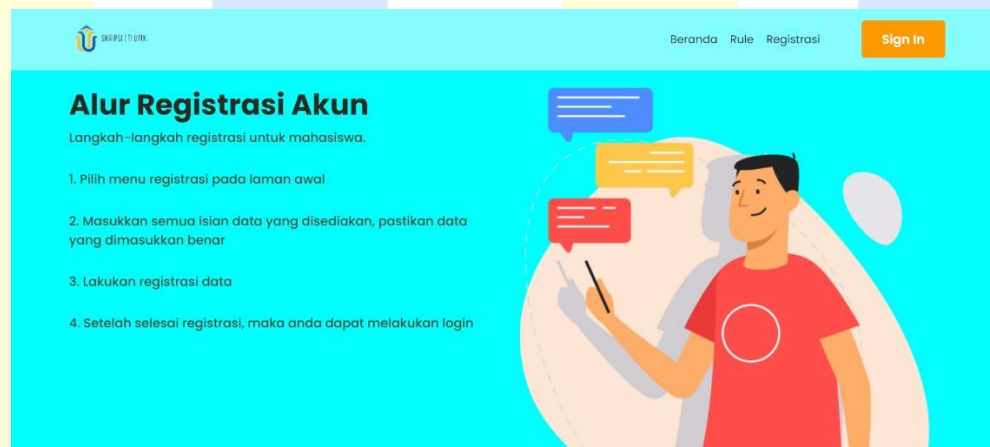 SKRIPSI | TI UMK
Beranda Rule Registrasi
Sign In
Alur Registrasi Akun
Langkah-langkah registrasi untuk mahasiswa.
1. Pilih menu registrasi pada laman awal
2. Masukkan semua isian data yang disediakan, pastikan data
yang dimasukkan benar
3. Lakukan registrasi data
4. Setelah selesai registrasi, maka anda dapat melakukan login